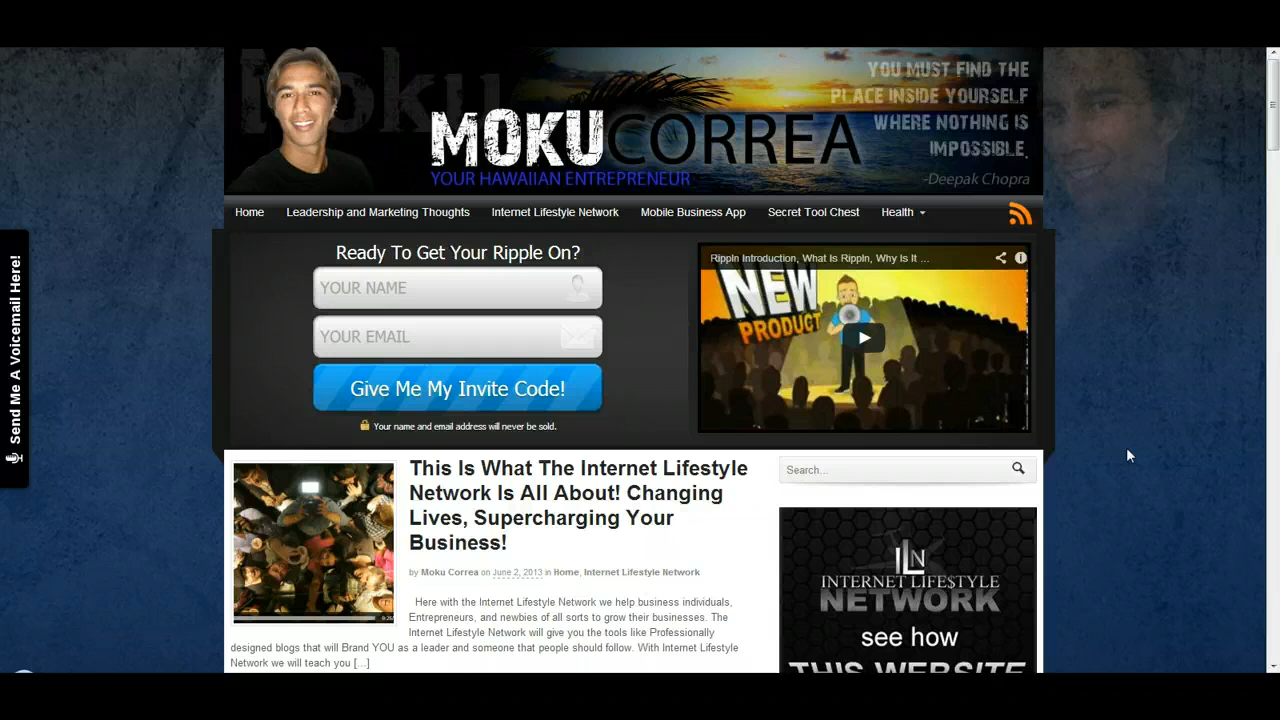 Moku
MOKUCORREA
YOUR HAWAIIAN ENTREPRENEUR
YOU MUST FIND THE
PLACE INSIDE YOURSELF
WHERE NOTHING IS
IMPOSSIBLE.
-Deepak Chopra
Home Leadership and Marketing Thoughts Internet Lifestyle Network Mobile Business App Secret Tool Chest Health
Send Me A Voicemail Here!
Ready To Get Your Ripple On?
YOUR NAME
YOUR EMAIL
Give Me My Invite Code!
Your name and email address will never be sold.
Rippln Introduction, What Is Rippln, Why Is It ...
NEW
PRODUCT
This Is What The Internet Lifestyle
Network Is All About! Changing
Lives, Supercharging Your
Business!
by Moku Correa on June 2, 2013 in Home, Internet Lifestyle Network
Here with the Internet Lifestyle Network we help business individuals,
Entrepreneurs, and newbies of all sorts to grow their businesses. The
Internet Lifestyle Network will give you the tools like Professionally
designed blogs that will Brand YOU as a leader and someone that people should follow. With Internet Lifestyle
Network we will teach you [...]
Search...
ILN
INTERNET LIFE$TYLE
NETWORK
see how
THIS WEBSITE